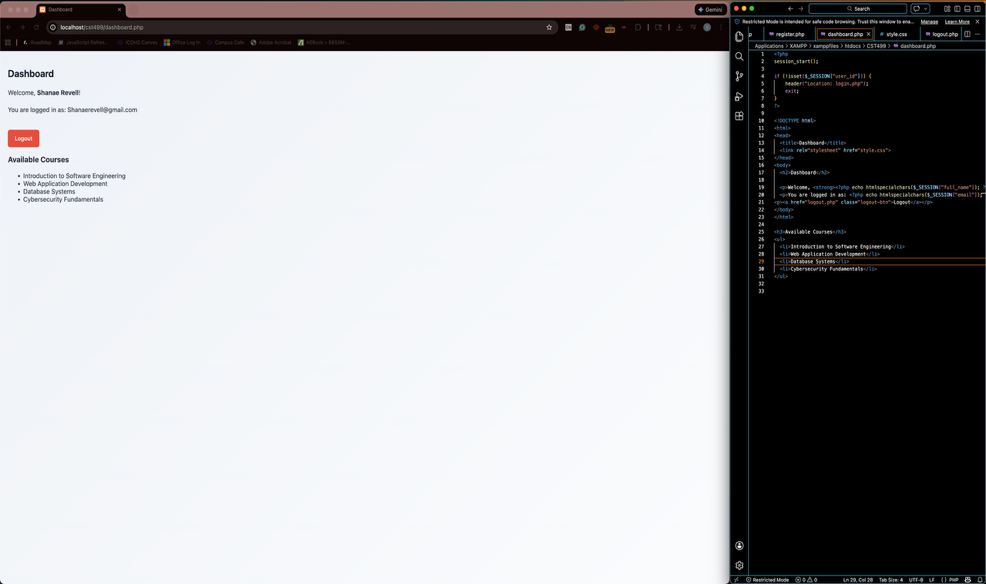 Dashboard
Gemini
localhost/cst499/dashboard.php
RoadMap
JavaScript Refres...
ICOHS Canvas
Office Log In
Campus Cafe
Adobe Acrobat
Dashboard
Welcome, Shanae Revell!
You are logged in as: Shanaerevell@gmail.com
Logout
Available Courses
Introduction to Software Engineering
Web Application Development
Database Systems
Cybersecurity Fundamentals
Search
Restricted Mode is intended for safe code browsing. Trust this window to ena...
Manage
Learn More
p
register.php
dashboard.php
style.css
logout.php
Applications > XAMPP > xamppfiles > htdocs > CST499 > dashboard.php
1 <?php
2 session_start();
3
4 if (!isset($_SESSION["user_id"])) {
5 header("Location: login.php");
6 exit;
7 }
8 ?>
9
10 <!DOCTYPE html>
11 <html>
12 <head>
13 <title>Dashboard</title>
14 <link rel="stylesheet" href="style.css">
15 </head>
16 <body>
17 <h2>Dashboard</h2>
18
19 <p>Welcome, <strong><?php echo htmlspecialchars($_SESSION["full_name"]); ?
20 <p>You are logged in as: <?php echo htmlspecialchars($_SESSION["email"]);
21 <p><a href="logout.php" class="logout-btn">Logout</a></p>
22 </body>
23 </html>
24
25 <h3>Available Courses</h3>
26 <ul>
27 <li>Introduction to Software Engineering</li>
28 <li>Web Application Development</li>
29 <li>Database Systems</li>
30 <li>Cybersecurity Fundamentals</li>
31 </ul>
32
33
Restricted Mode
0
0
Ln 29, Col 28
Tab Size: 4
UTF-8
LF
{ } PHP